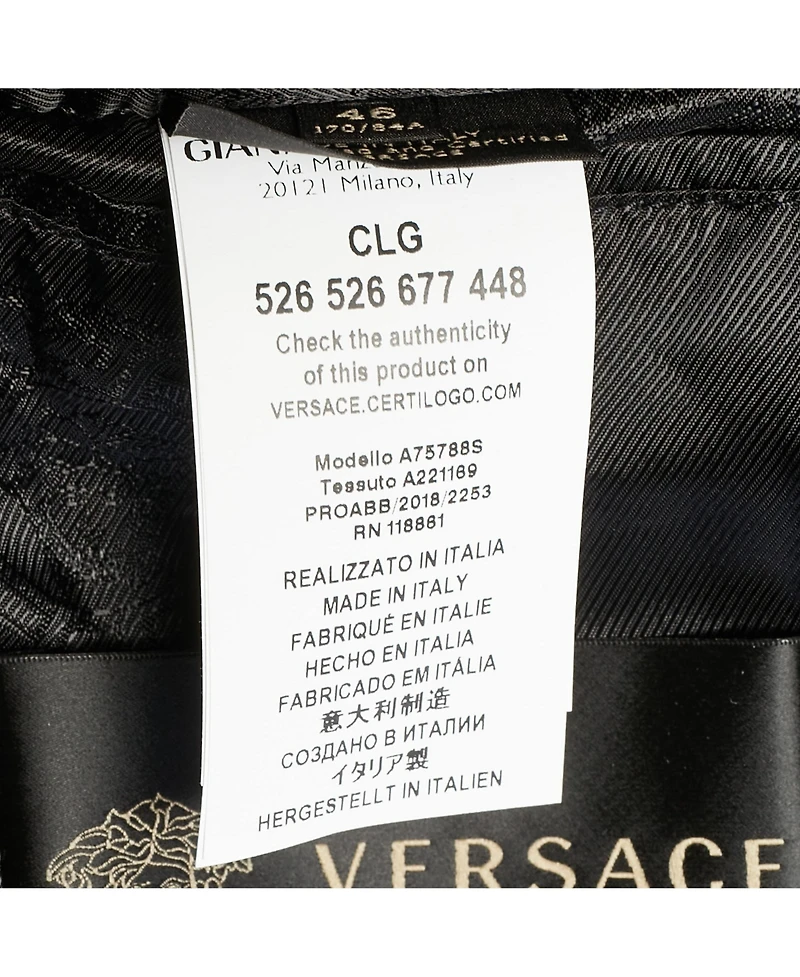 46
170/84A
GIAN
Via Manz
20121 Milano, Italy
CLG
526 526 677 448
Check the authenticity
of this product on
VERSACE.CERTILOGO.COM
Modello A75788S
Tessuto A221169
PROABB/2018/2253
RN 118881
REALIZZATO IN ITALIA
MADE IN ITALY
FABRIQUÉ EN ITALIE
HECHO EN ITALIA
FABRICADO EM ITÁLIA
意大利制造
СОЗДАНО В ИТАЛИИ
イタリア製
HERGESTELLT IN ITALIEN
VERSACE